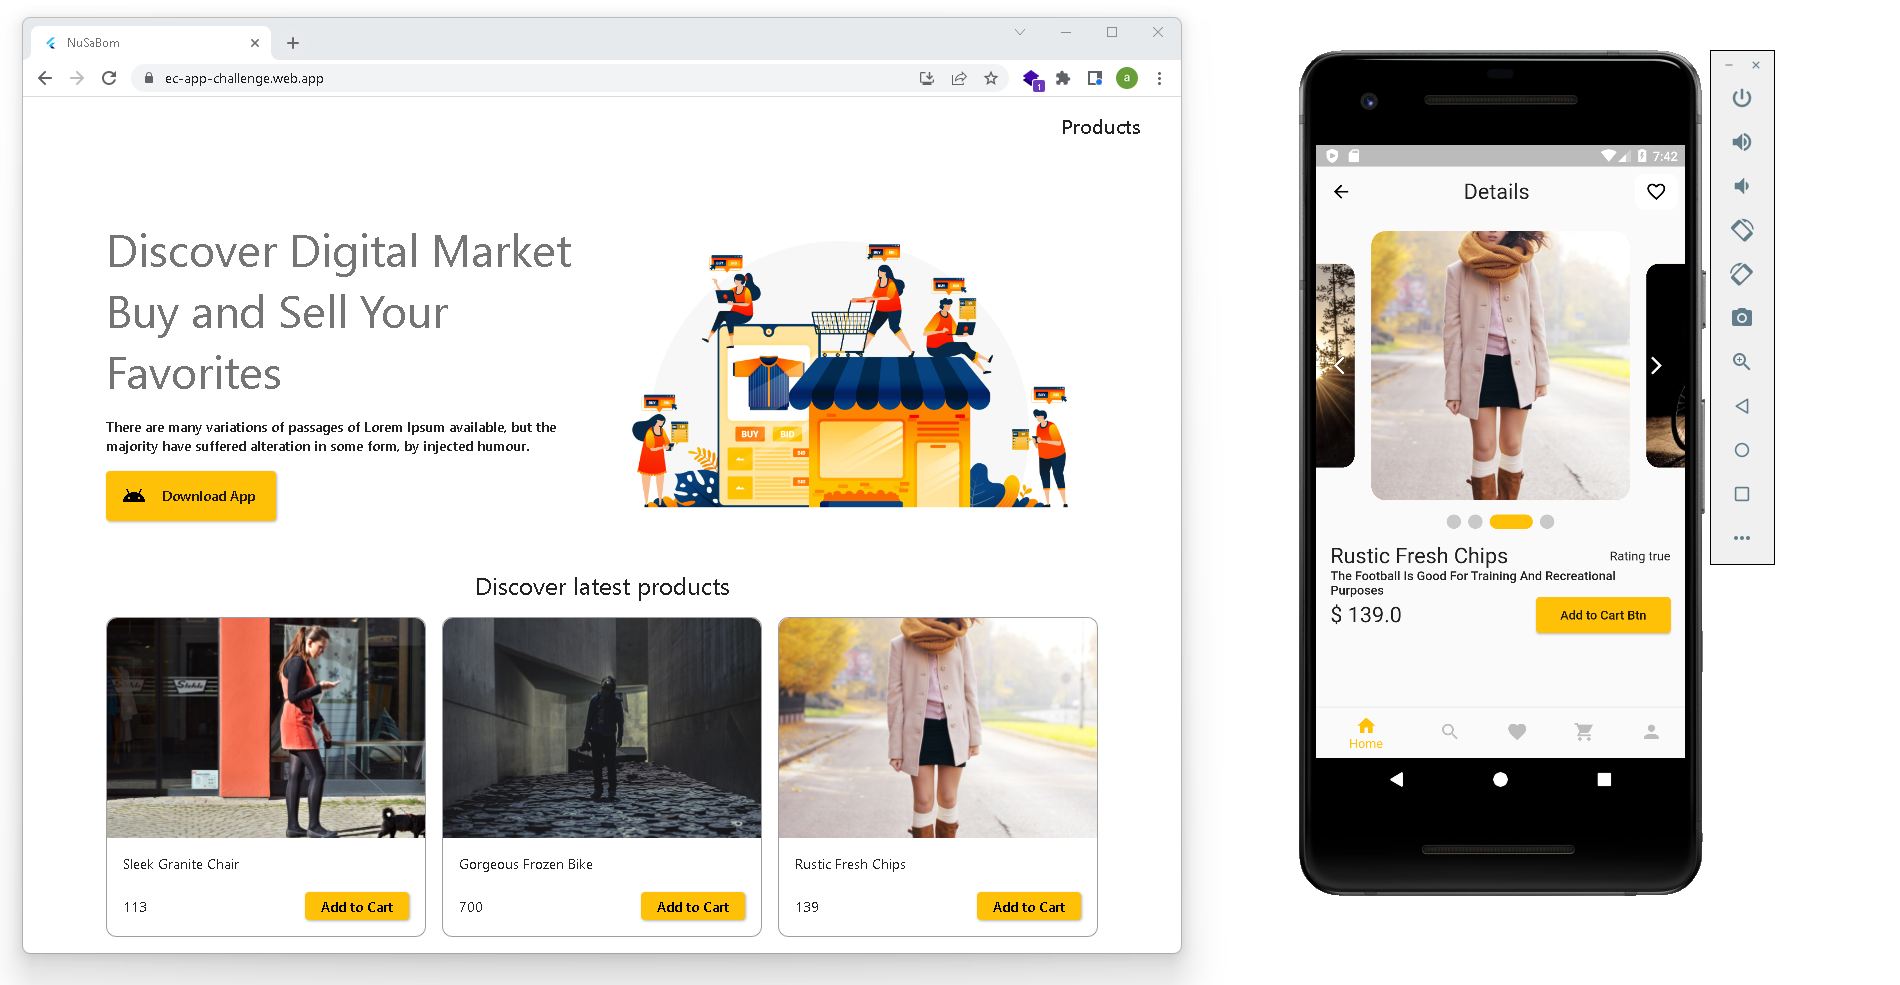 NuSaBom
ec-app-challenge.web.app
1
a
Products
Discover Digital Market
Buy and Sell Your
Favorites
There are many variations of passages of Lorem Ipsum available, but the
majority have suffered alteration in some form, by injected humour.
Download App
BUY BID
Discover latest products
Sleek Granite Chair
113
Add to Cart
Gorgeous Frozen Bike
700
Add to Cart
Rustic Fresh Chips
139
Add to Cart
7:42
Details
Rustic Fresh Chips
Rating true
The Football Is Good For Training And Recreational
Purposes
$ 139.0
Add to Cart Btn
Home